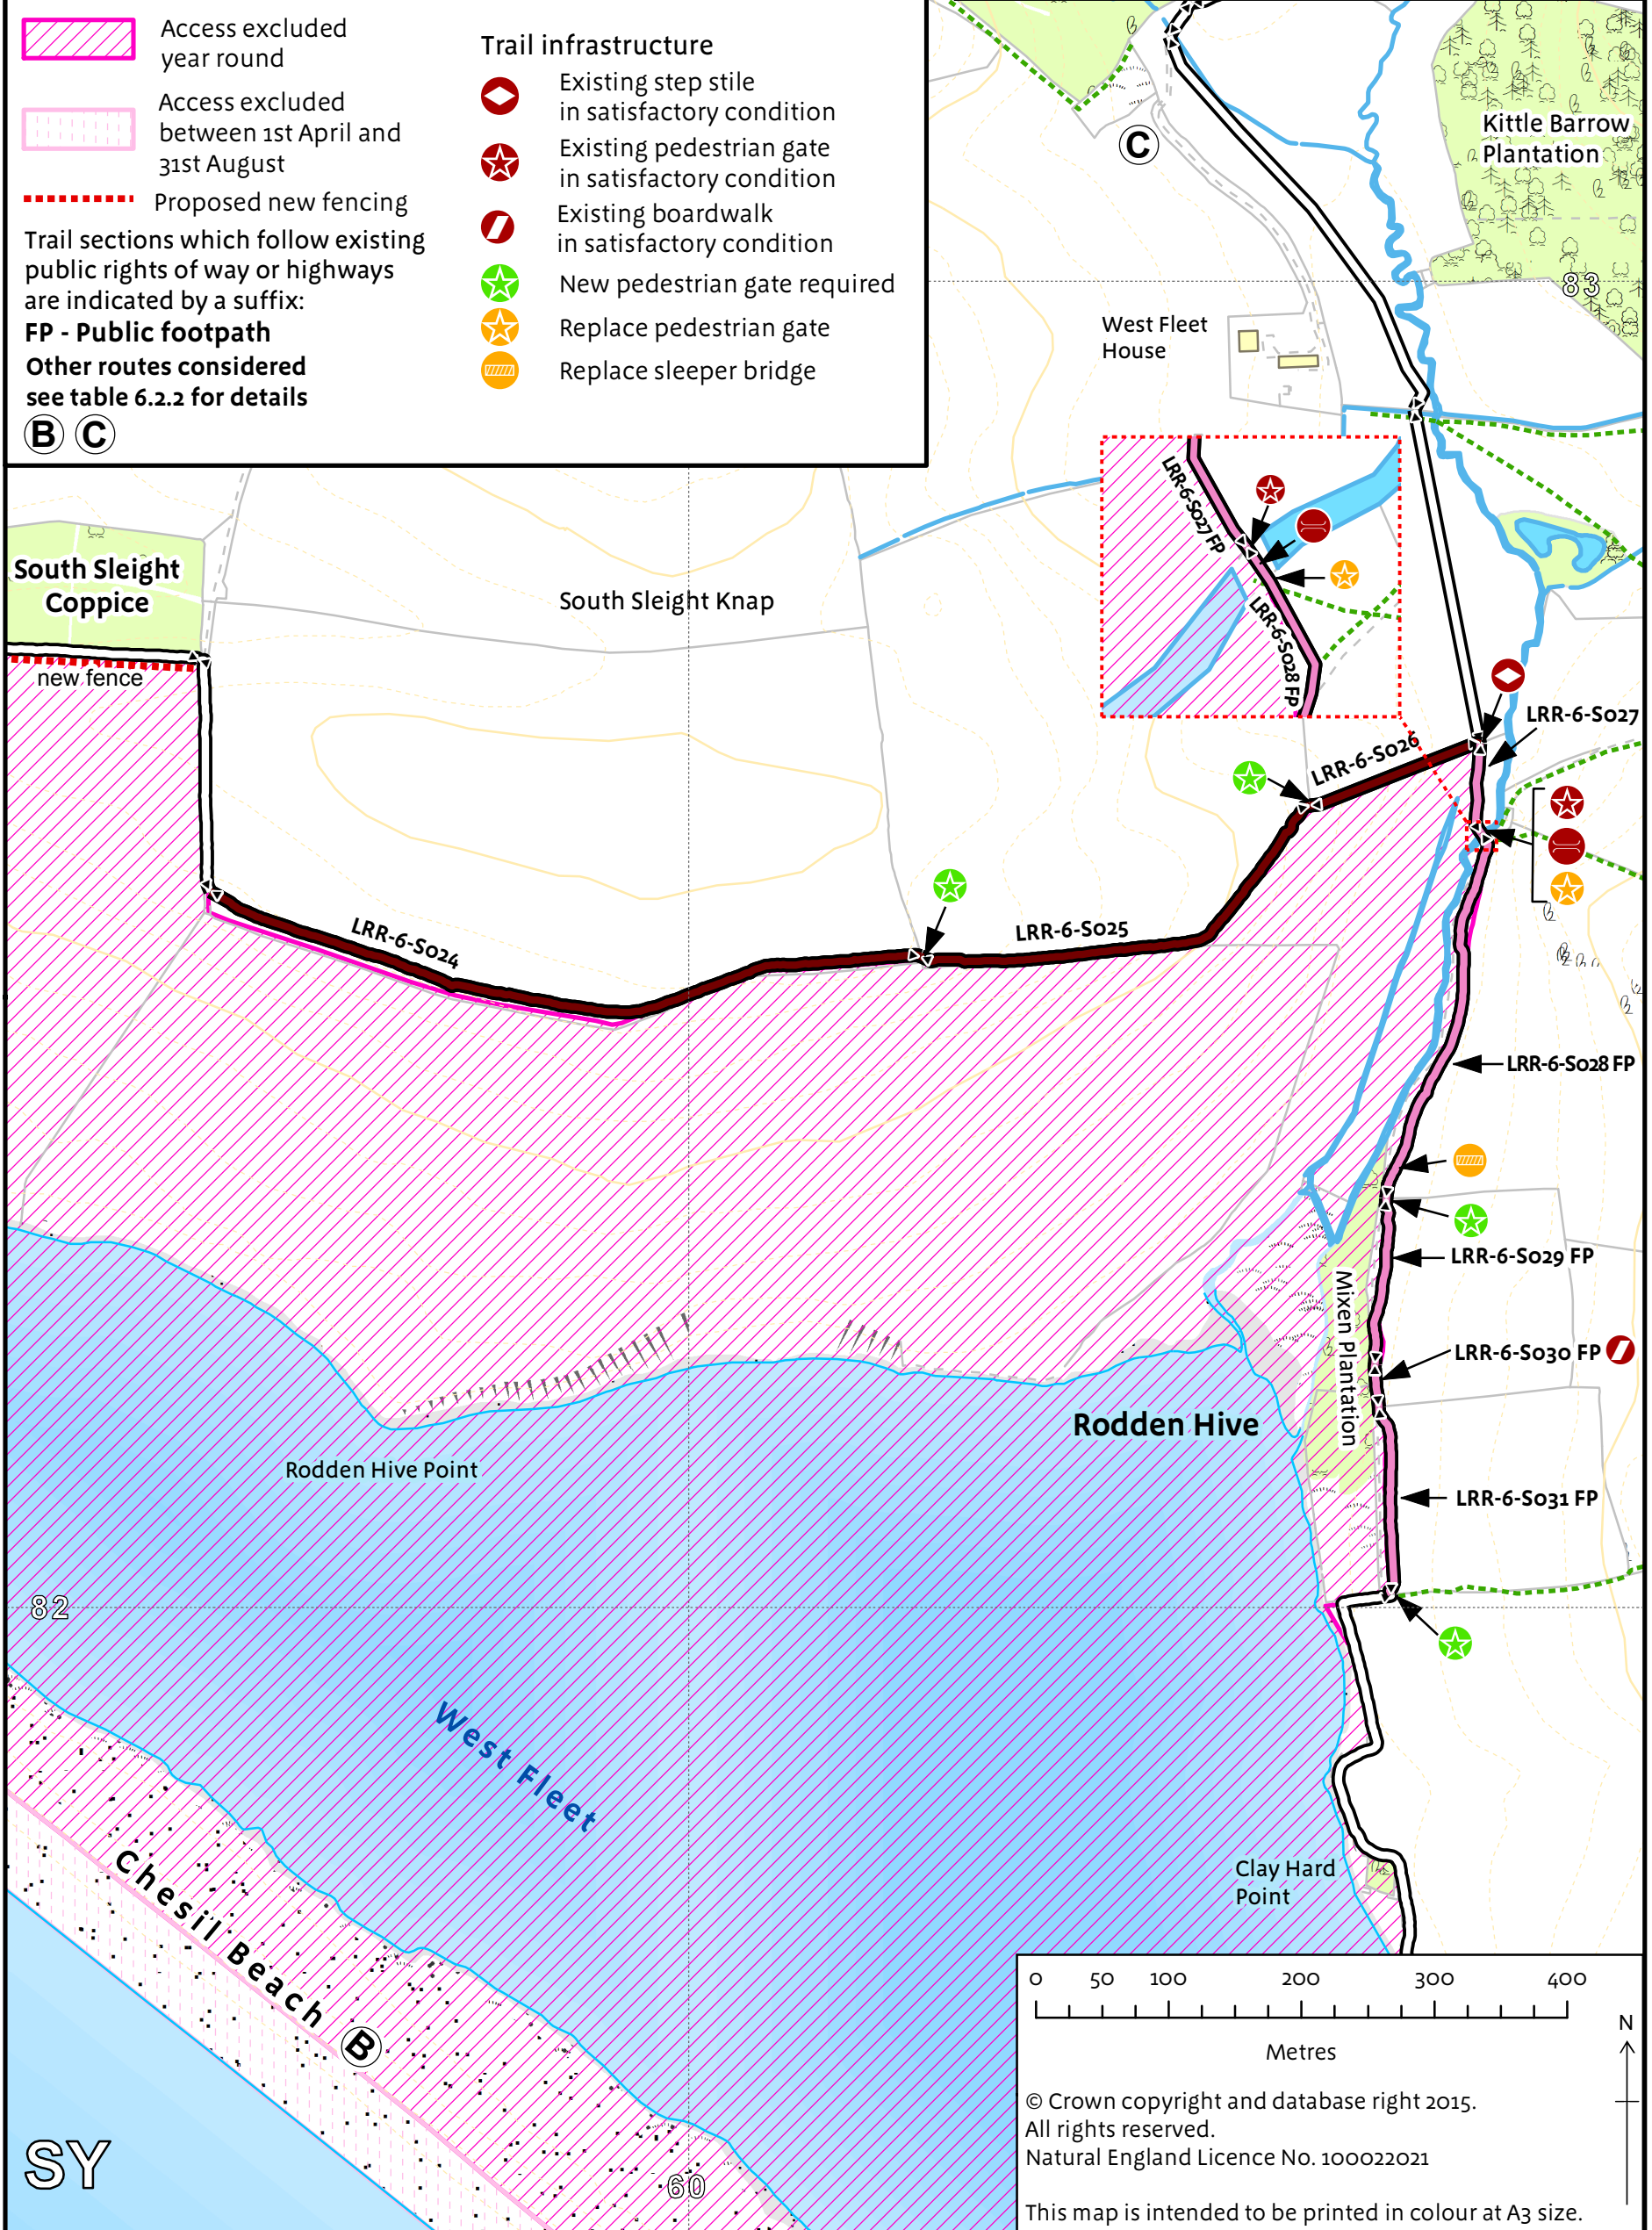 Access excluded
year round
Access excluded
between 1st April and
31st August
Proposed new fencing
Trail sections which follow existing
public rights of way or highways
are indicated by a suffix:
FP - Public footpath
Other routes considered
see table 6.2.2 for details
B C
Trail infrastructure
Existing step stile
in satisfactory condition
Existing pedestrian gate
in satisfactory condition
Existing boardwalk
in satisfactory condition
New pedestrian gate required
Replace pedestrian gate
Replace sleeper bridge
C
Kittle Barrow
Plantation
83
West Fleet
House
LRR-6-S027 FP
LRR-6-S028 FP
South Sleight
Coppice
South Sleight Knap
new fence
LRR-6-S027
LRR-6-S026
LRR-6-S024
LRR-6-S025
LRR-6-S028 FP
LRR-6-S029 FP
Mixen Plantation
LRR-6-S030 FP
Rodden Hive
Rodden Hive Point
LRR-6-S031 FP
82
West Fleet
Clay Hard
Point
Chesil Beach
B
SY
60
0 50 100 200 300 400
Metres
N
© Crown copyright and database right 2015.
All rights reserved.
Natural England Licence No. 100022021
This map is intended to be printed in colour at A3 size.